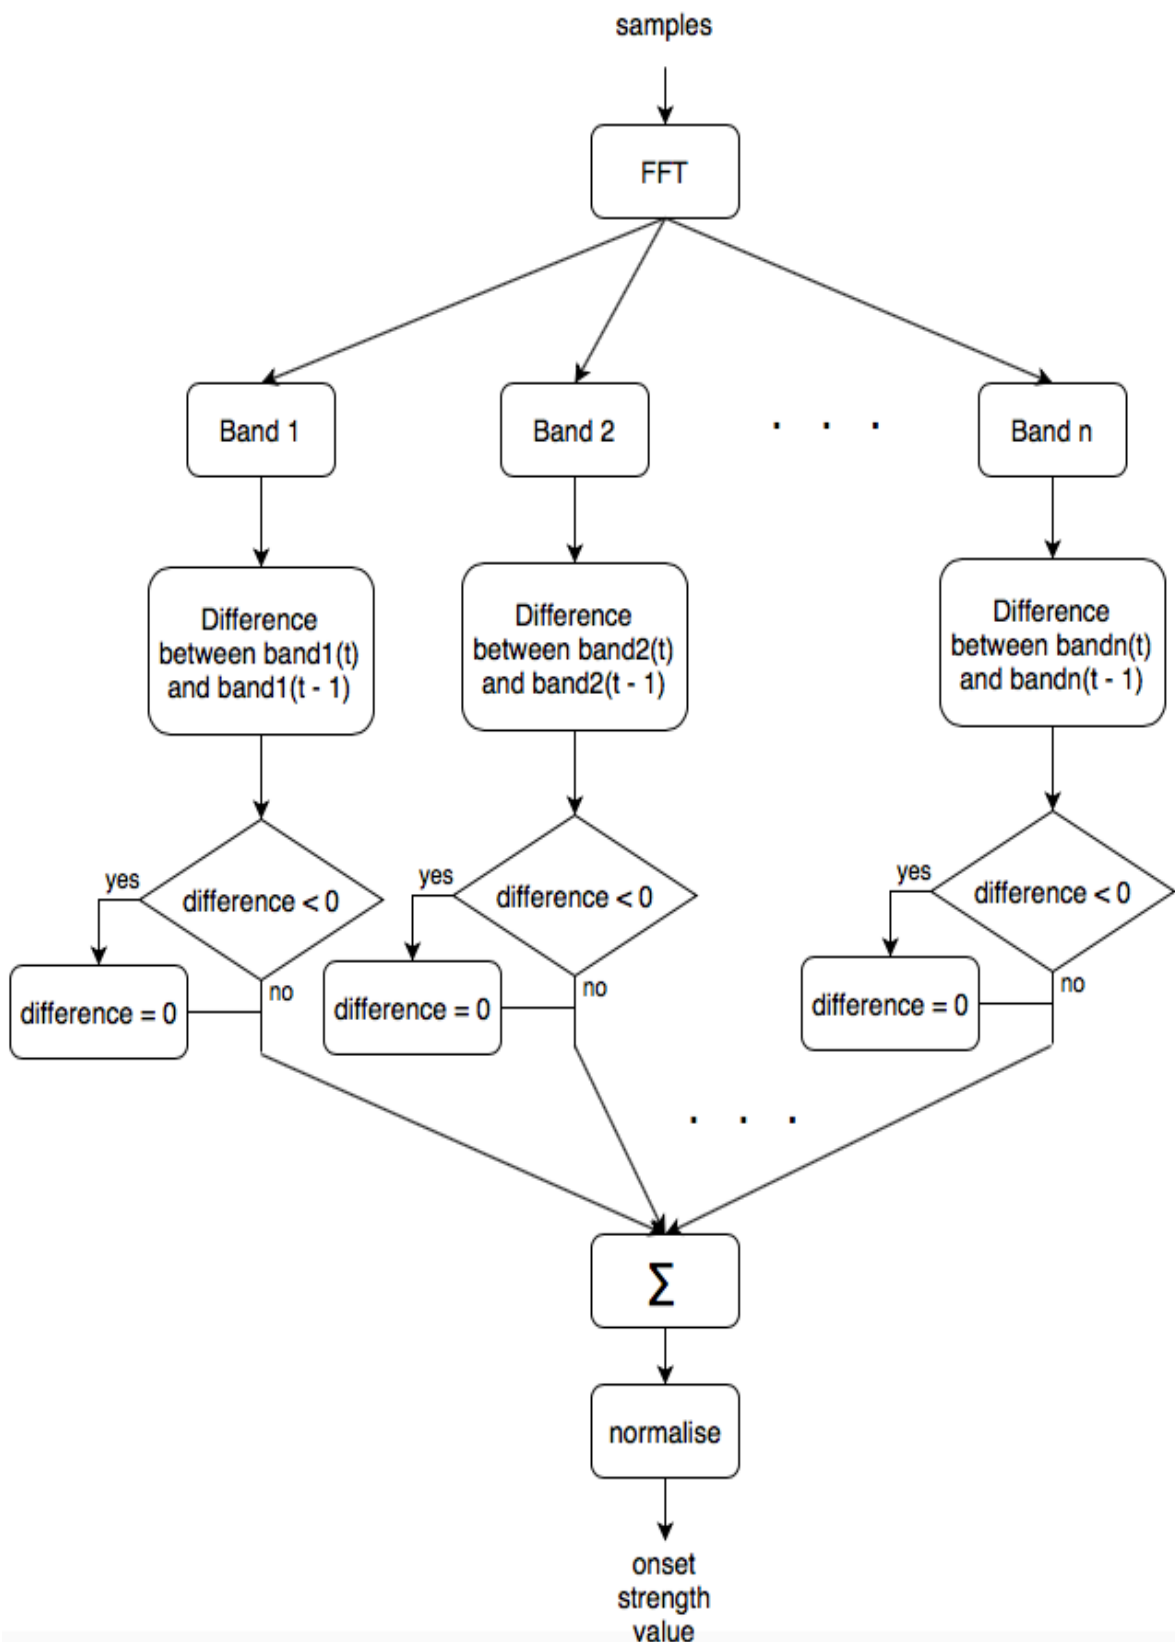 samples
FFT
Band 1
Band 2
. . .
Band n
Difference
between band1(t)
and band1(t - 1)
Difference
between band2(t)
and band2(t - 1)
Difference
between bandn(t)
and bandn(t - 1)
yes
difference < 0
yes
difference < 0
yes
difference < 0
difference = 0
no
difference = 0
no
difference = 0
no
. . .
Σ
normalise
onset
strength
value